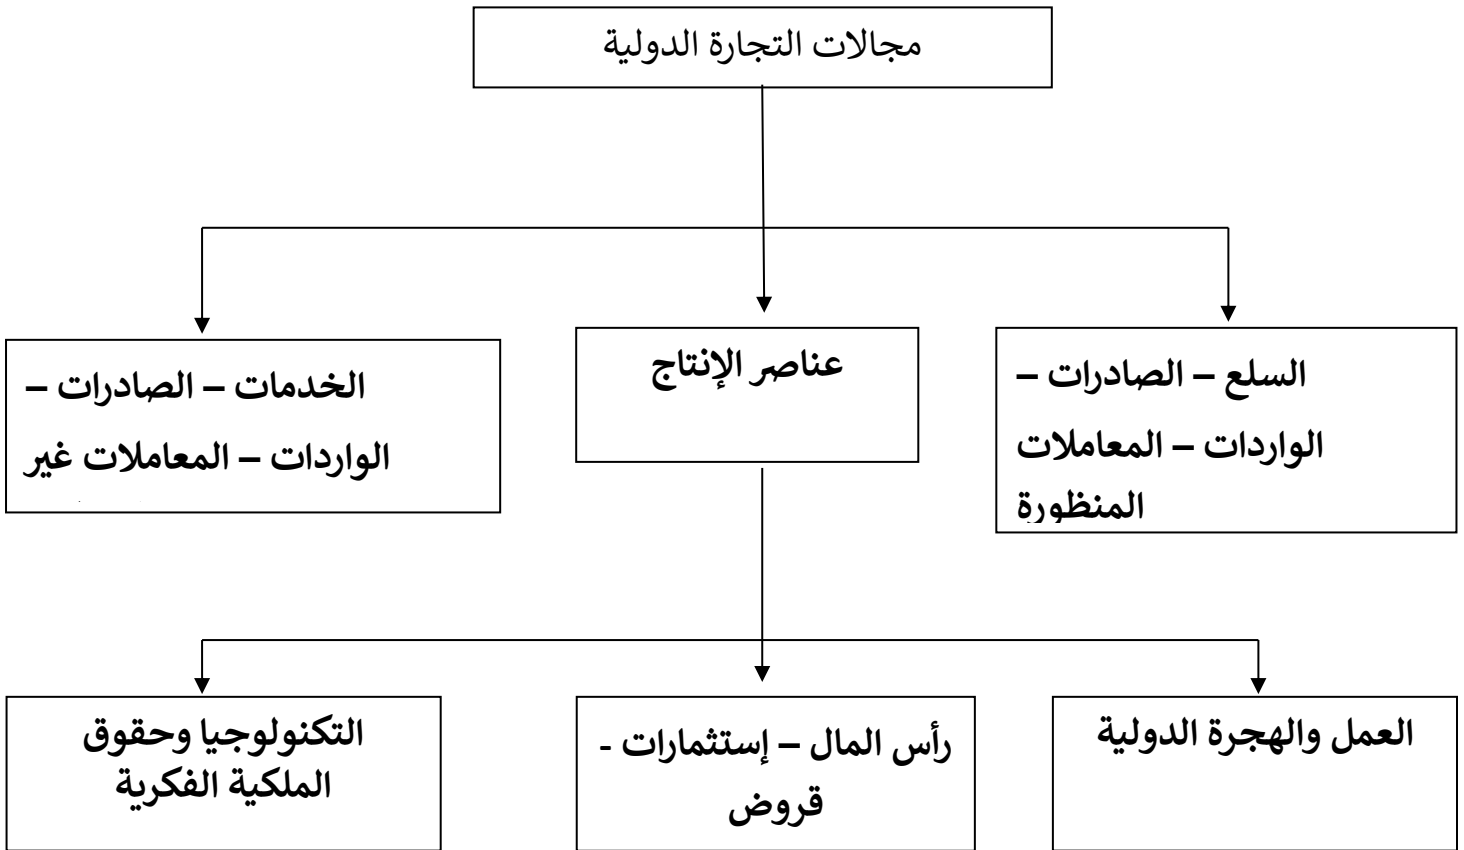 مجالات التجارة الدولية
السلع – الصادرات –
الواردات – المعاملات
المنظورة
عناصر الإنتاج
الخدمات – الصادرات –
الواردات – المعاملات غير
العمل والهجرة الدولية
رأس المال – إستثمارات -
قروض
التكنولوجيا وحقوق
الملكية الفكرية